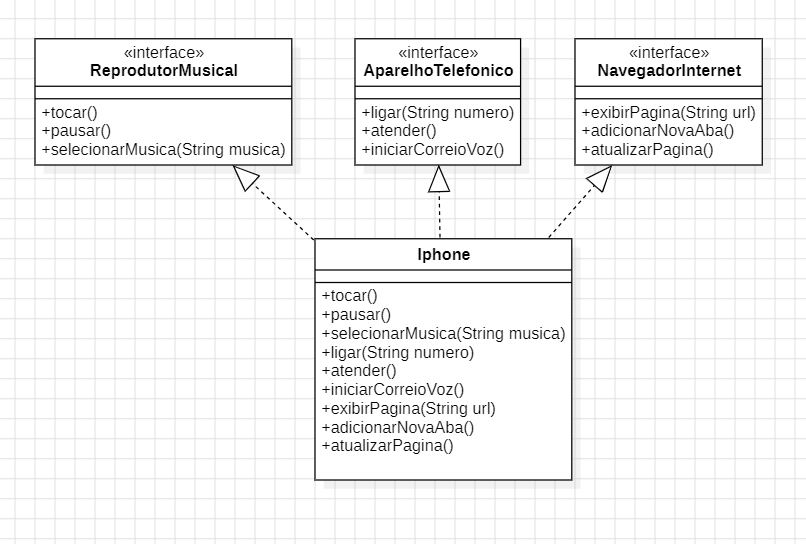 «interface»
ReprodutorMusical
+tocar()
+pausar()
+selecionarMusica(String musica)
«interface»
AparelhoTelefonico
+ligar(String numero)
+atender()
+iniciarCorreioVoz()
«interface»
NavegadorInternet
+exibirPagina(String url)
+adicionarNovaAba()
+atualizarPagina()
Iphone
+tocar()
+pausar()
+selecionarMusica(String musica)
+ligar(String numero)
+atender()
+iniciarCorreioVoz()
+exibirPagina(String url)
+adicionarNovaAba()
+atualizarPagina()